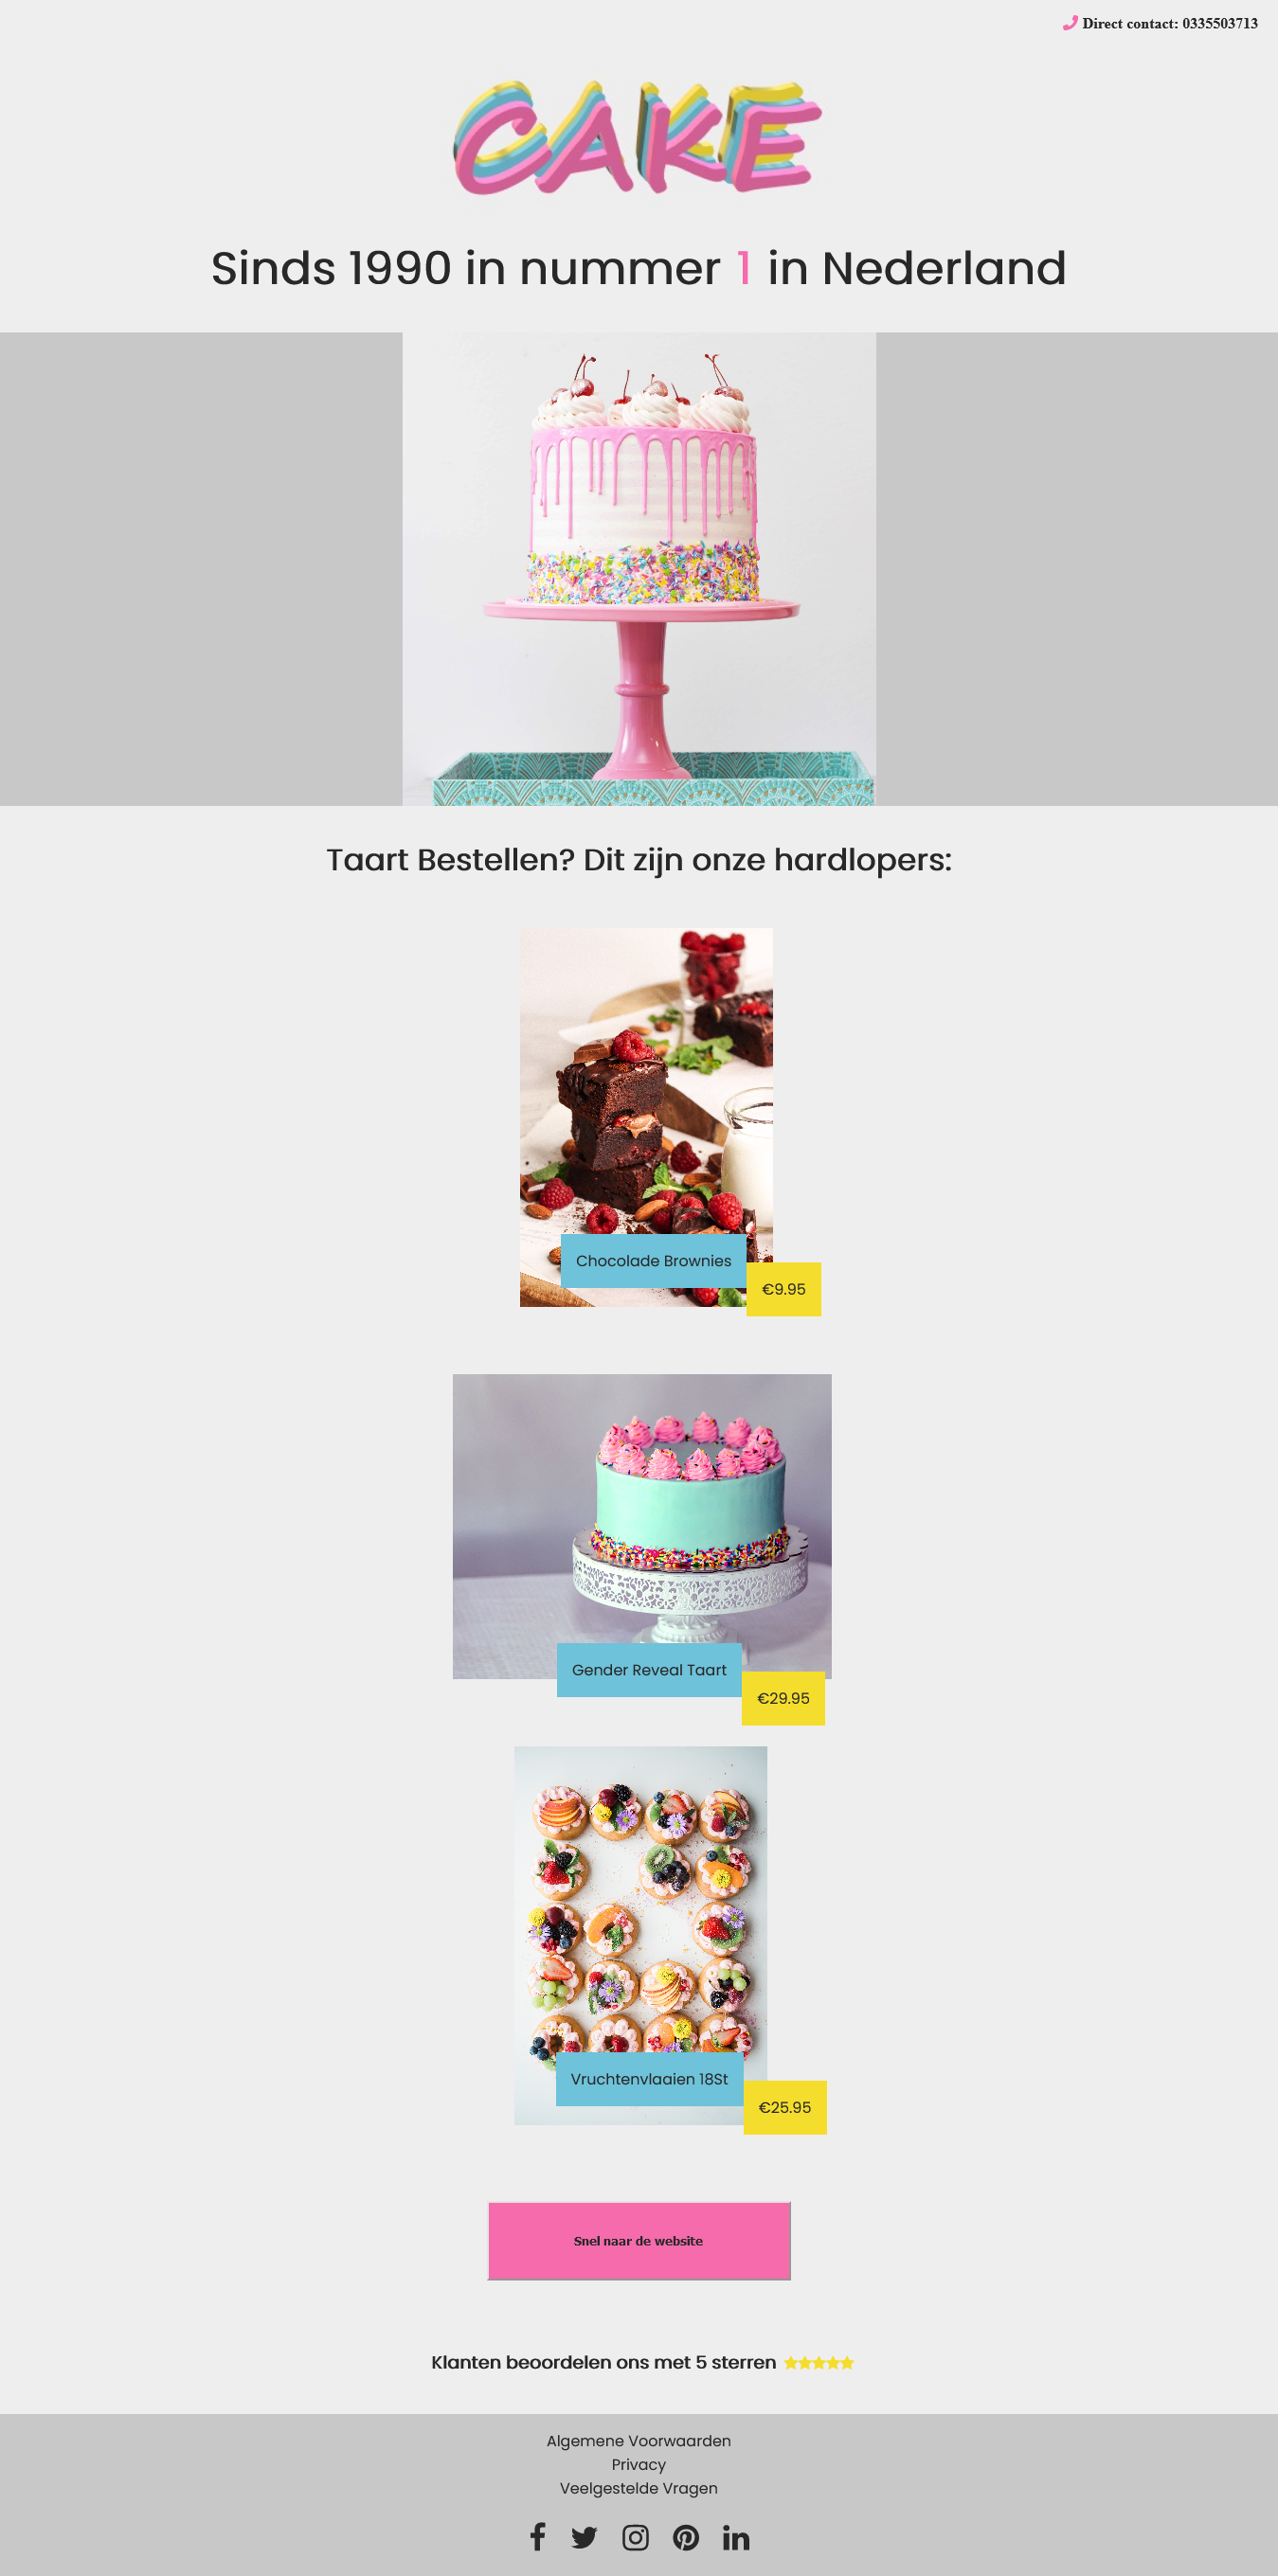 Direct contact: 0335503713
CAKE
Sinds 1990 in nummer 1 in Nederland
Taart Bestellen? Dit zijn onze hardlopers:
Chocolade Brownies
€9.95
Gender Reveal Taart
€29.95
Vruchtenvlaaien 18St
€25.95
Snel naar de website
Klanten beoordelen ons met 5 sterren
Algemene Voorwaarden
Privacy
Veelgestelde Vragen